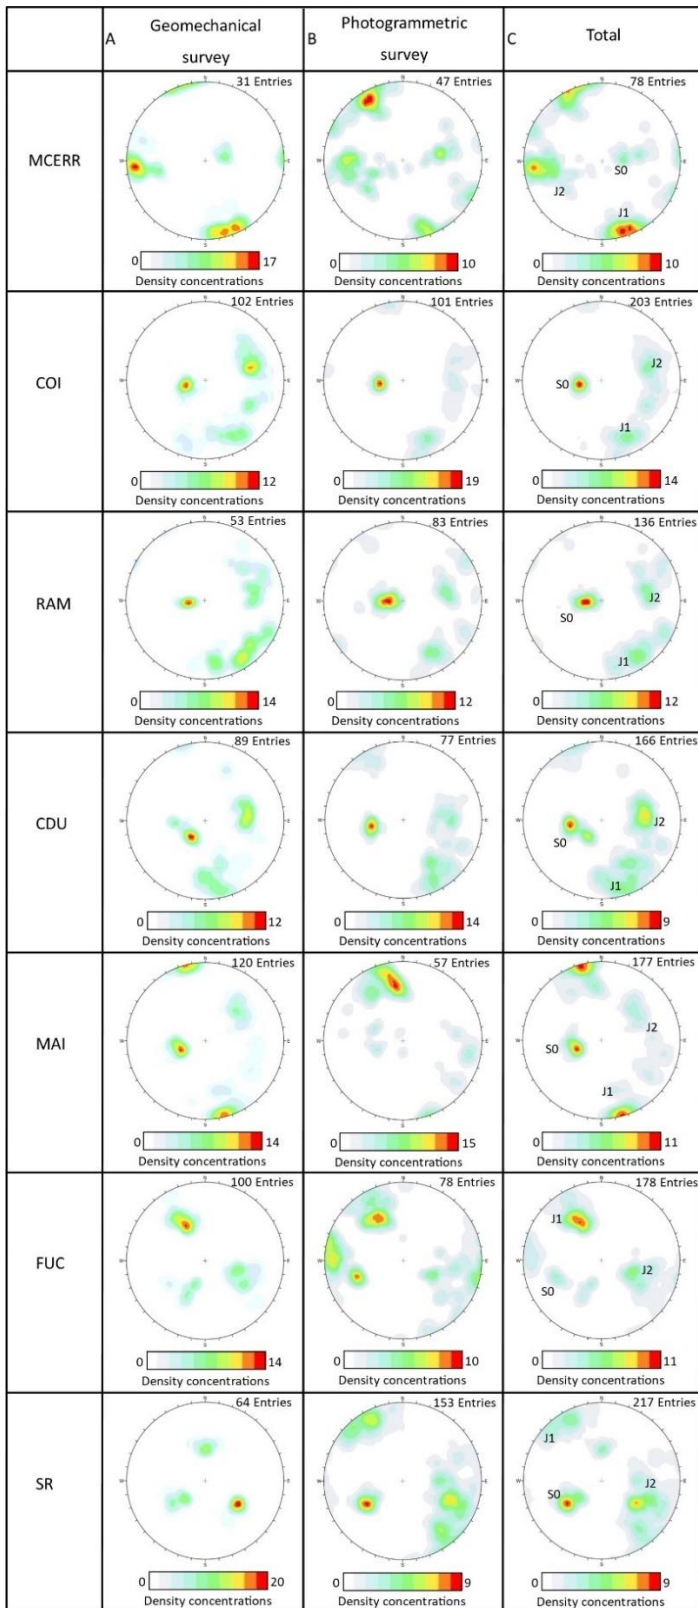 A
Geomechanical
survey
B
Photogrammetric
survey
C
Total
MCERR
31 Entries
N
W
E
S
0
17
Density concentrations
47 Entries
N
W
E
S
0
10
Density concentrations
78 Entries
N
W
E
S
S0
J2
J1
0
10
Density concentrations
COI
102 Entries
N
W
E
S
0
12
Density concentrations
101 Entries
N
W
E
S
0
19
Density concentrations
203 Entries
N
W
E
S
J2
S0
J1
0
14
Density concentrations
RAM
53 Entries
N
W
E
S
0
14
Density concentrations
83 Entries
N
W
E
S
0
12
Density concentrations
136 Entries
N
W
E
S
J2
S0
J1
0
12
Density concentrations
CDU
89 Entries
N
W
E
S
0
12
Density concentrations
77 Entries
N
W
E
S
0
14
Density concentrations
166 Entries
N
W
E
S
J2
S0
J1
0
9
Density concentrations
MAI
120 Entries
N
W
E
S
0
14
Density concentrations
57 Entries
N
W
E
S
0
15
Density concentrations
177 Entries
N
W
E
S
J2
S0
J1
0
11
Density concentrations
FUC
100 Entries
N
W
E
S
0
14
Density concentrations
78 Entries
N
W
E
S
0
10
Density concentrations
178 Entries
N
W
E
S
J1
J2
S0
0
11
Density concentrations
SR
64 Entries
N
W
E
S
0
20
Density concentrations
153 Entries
N
W
E
S
0
9
Density concentrations
217 Entries
N
W
E
S
J1
J2
S0
0
9
Density concentrations